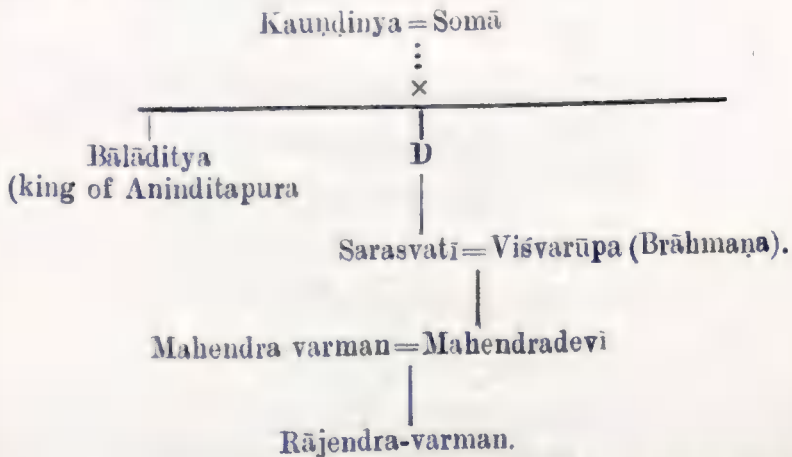 Kauṇḍinya = Somā
×
Bālāditya
(king of Aninditapura
D
Sarasvatī = Viśvarūpa (Brāhmaṇa).
Mahendra varman = Mahendradevī
Rājendra-varman.